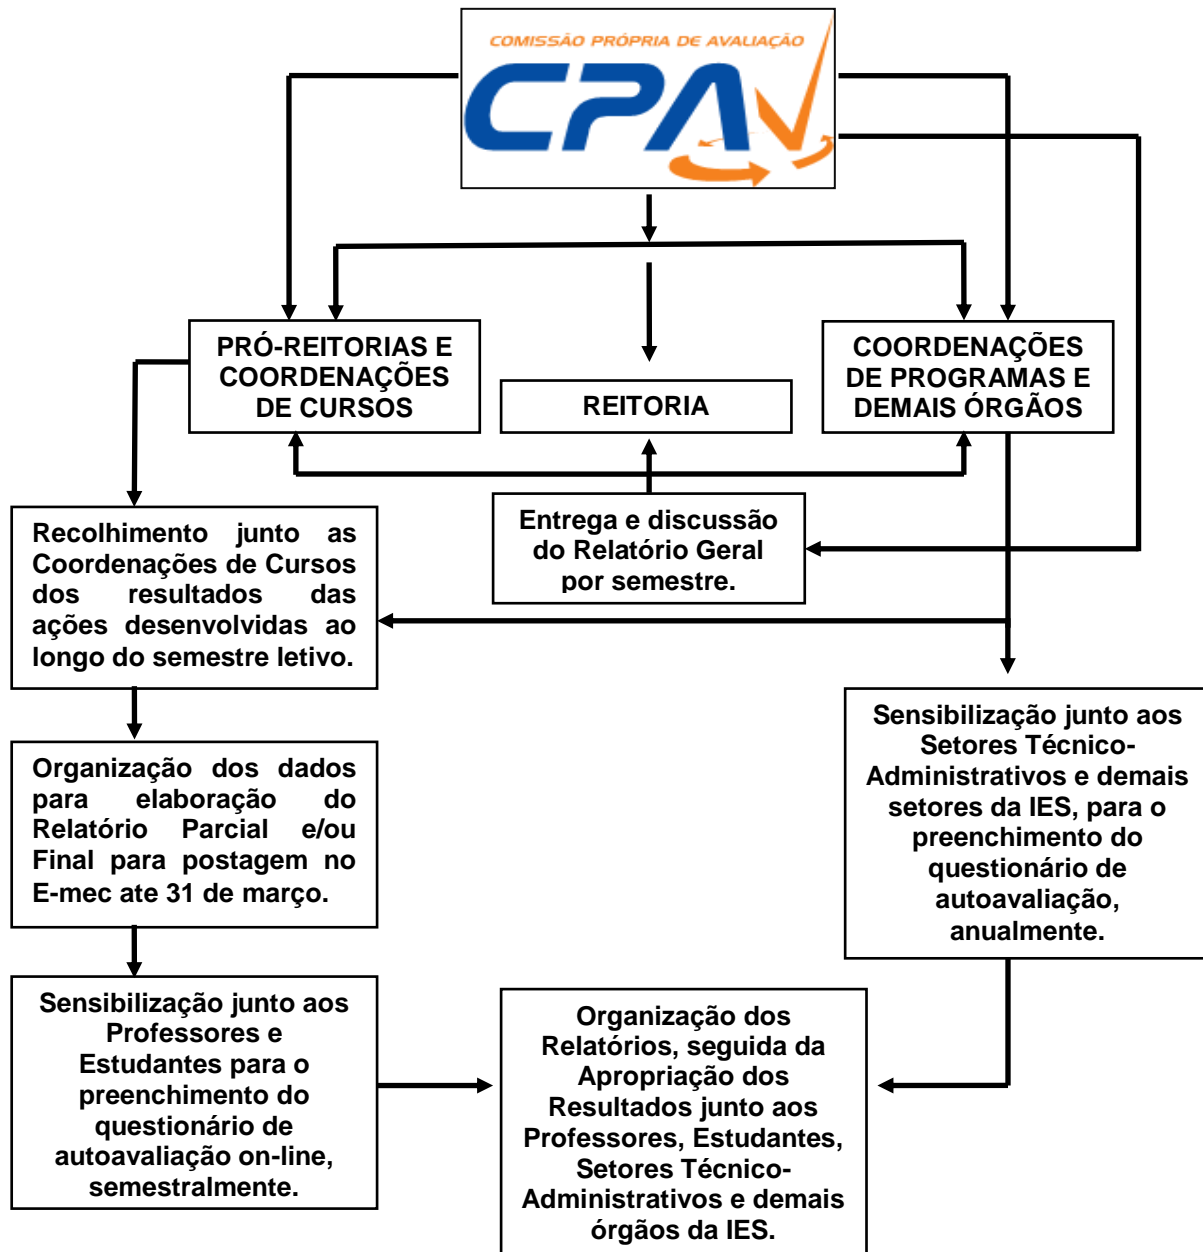 COMISSÃO PRÓPRIA DE AVALIAÇÃO
CPA
PRÓ-REITORIAS E
COORDENAÇÕES
DE CURSOS
REITORIA
COORDENAÇÕES
DE PROGRAMAS E
DEMAIS ÓRGÃOS
Entrega e discussão
do Relatório Geral
por semestre.
Recolhimento junto as
Coordenações de Cursos
dos resultados das
ações desenvolvidas ao
longo do semestre letivo.
Sensibilização junto aos
Setores Técnico-
Administrativos e demais
setores da IES, para o
preenchimento do
questionário de
autoavaliação,
anualmente.
Organização dos dados
para elaboração do
Relatório Parcial e/ou
Final para postagem no
E-mec ate 31 de março.
Sensibilização junto aos
Professores e
Estudantes para o
preenchimento do
questionário de
autoavaliação on-line,
semestralmente.
Organização dos
Relatórios, seguida da
Apropriação dos
Resultados junto aos
Professores, Estudantes,
Setores Técnico-
Administrativos e demais
órgãos da IES.